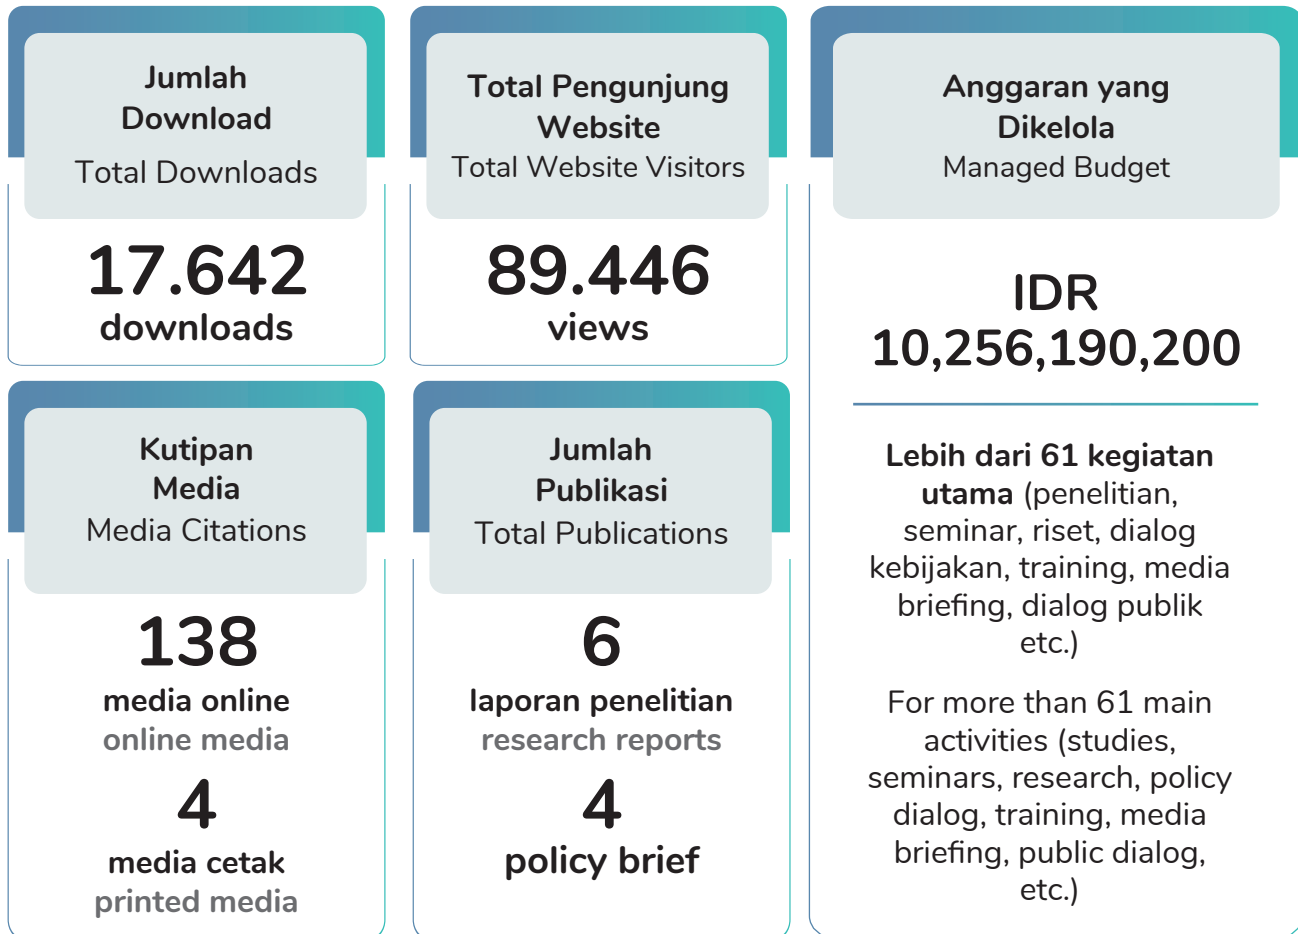 Jumlah
Download
Total Downloads
17.642
downloads
Total Pengunjung
Website
Total Website Visitors
89.446
views
Anggaran yang
Dikelola
Managed Budget
IDR
10,256,190,200
Lebih dari 61 kegiatan
utama (penelitian,
seminar, riset, dialog
kebijakan, training, media
briefing, dialog publik
etc.)
For more than 61 main
activities (studies,
seminars, research, policy
dialog, training, media
briefing, public dialog,
etc.)
Kutipan
Media
Media Citations
138
media online
online media
4
media cetak
printed media
Jumlah
Publikasi
Total Publications
6
laporan penelitian
research reports
4
policy brief